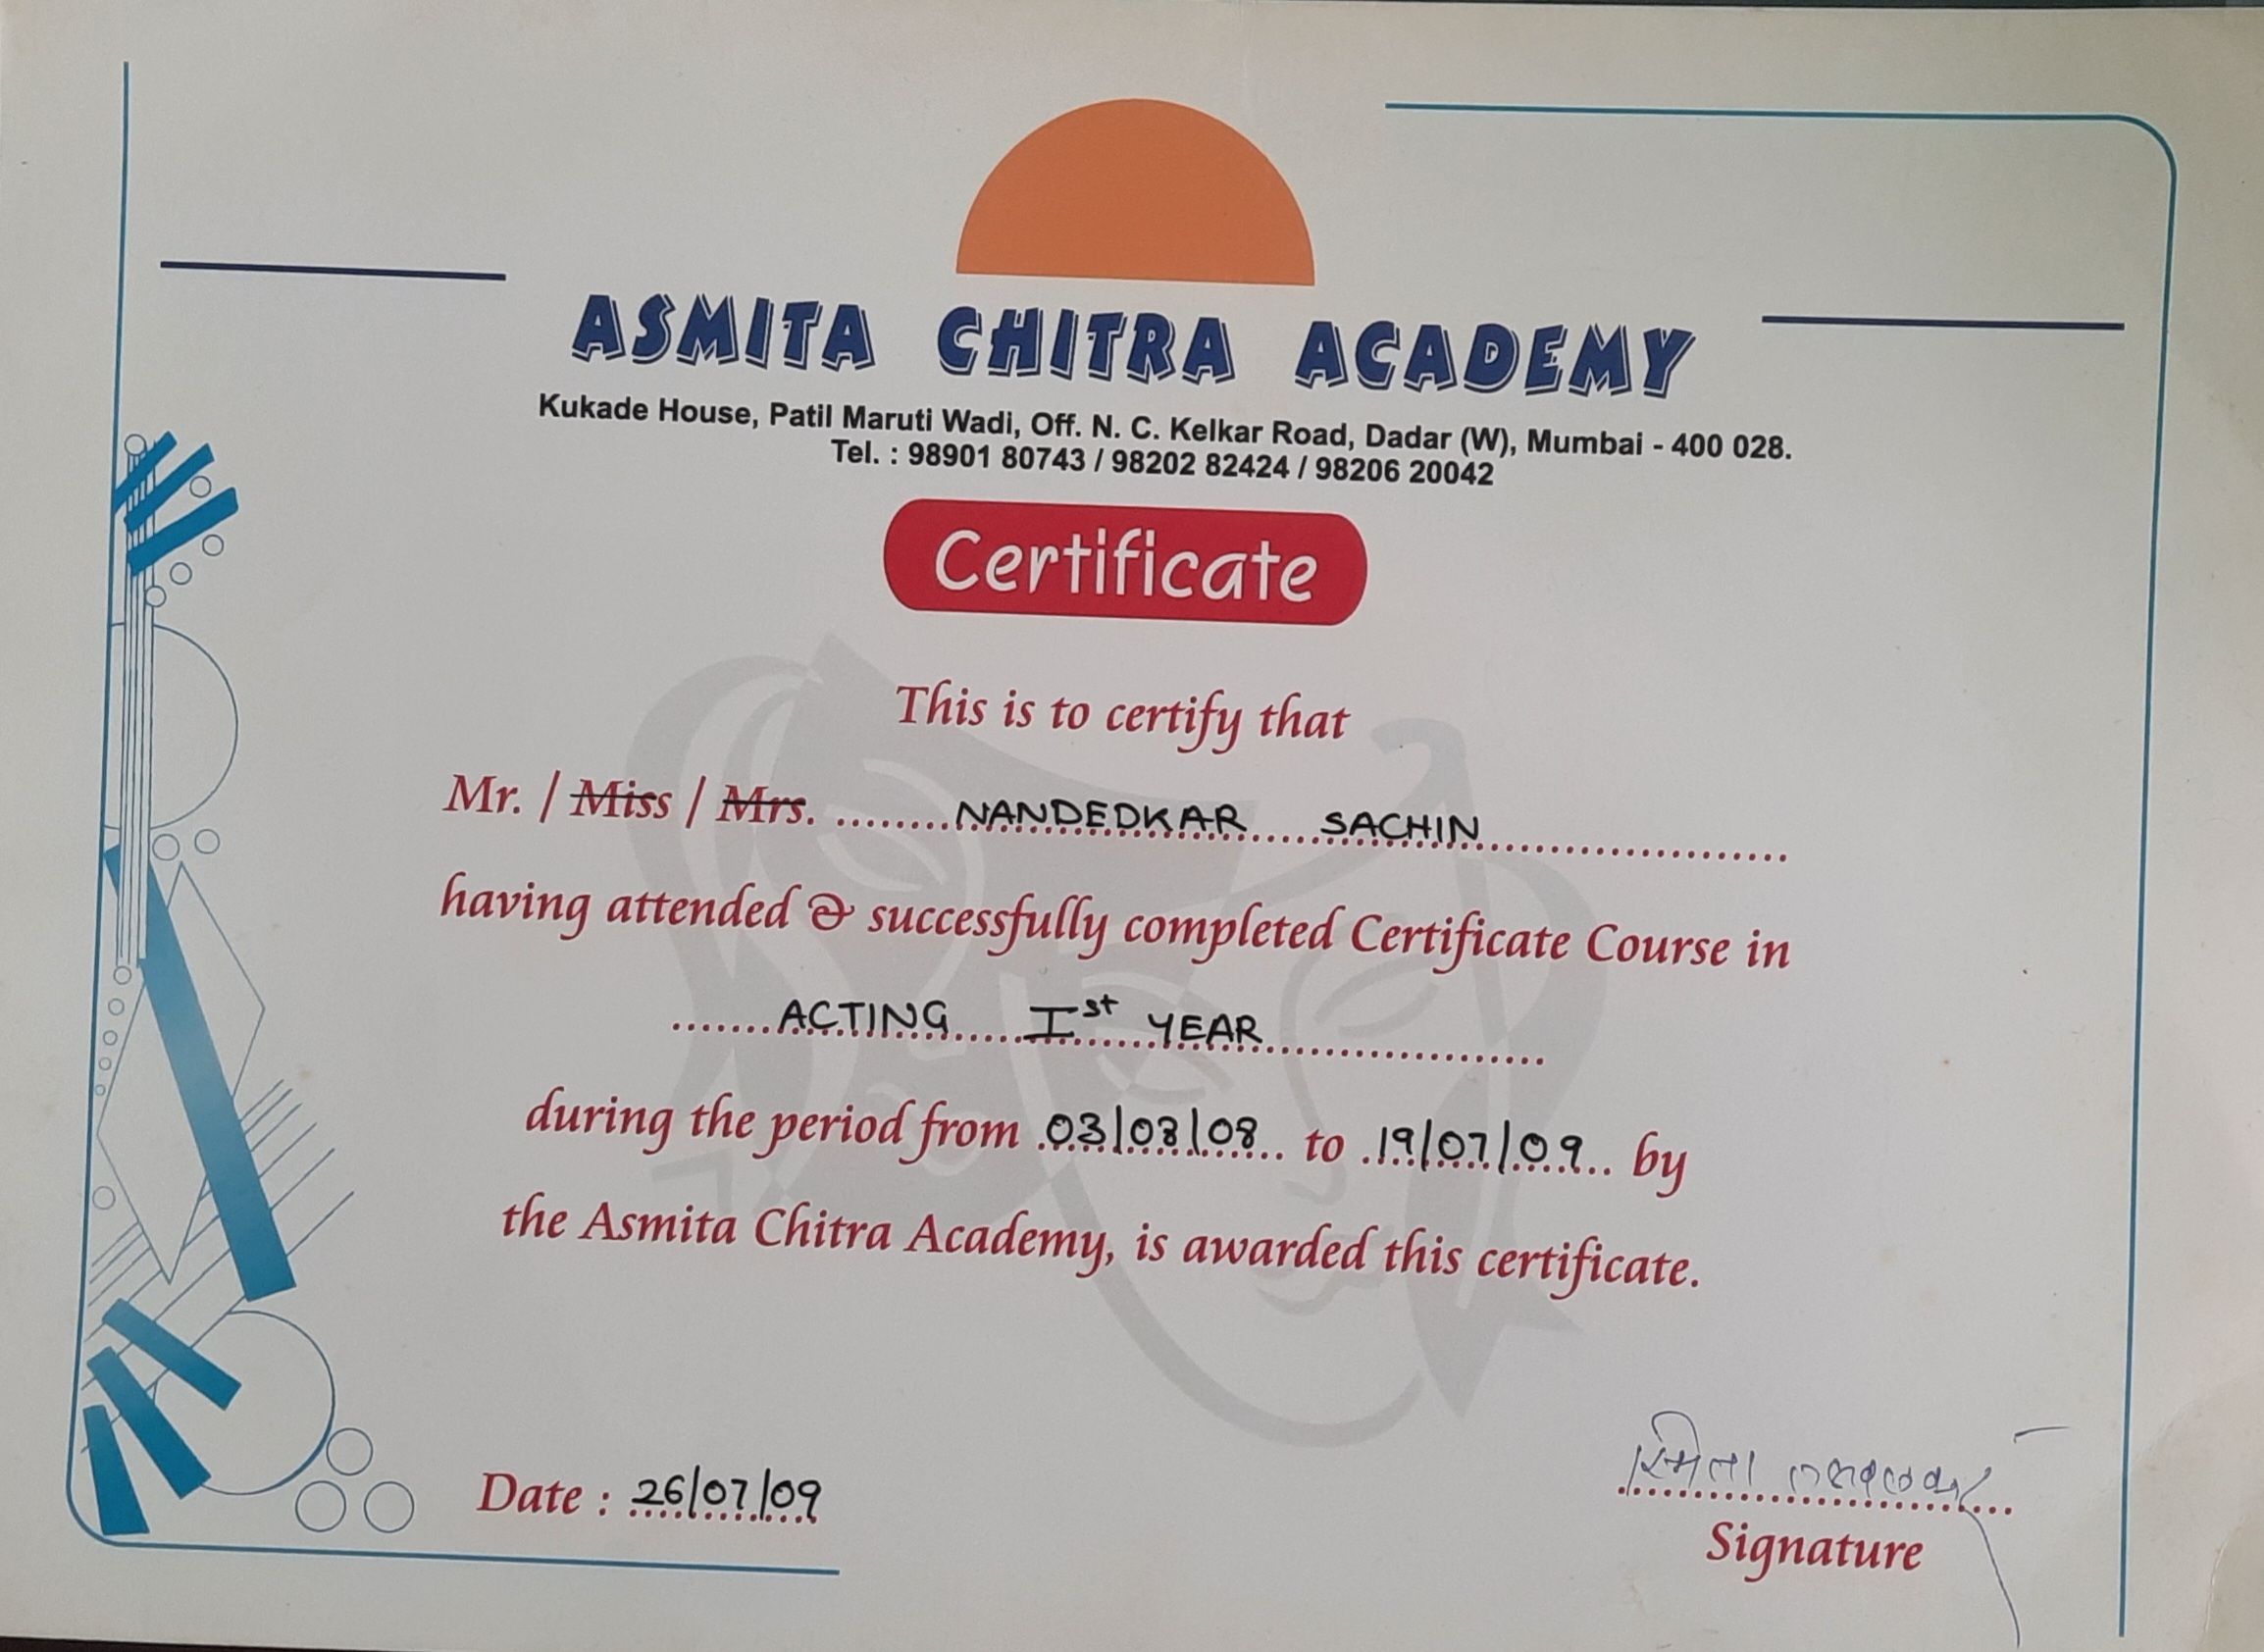 ASMITA CHITRA ACADEMY
Kukade House, Patil Maruti Wadi, Off. N. C. Kelkar Road, Dadar (W), Mumbai - 400 028.
Tel. : 98901 80743 / 98202 82424 / 98206 20042
Certificate
This is to certify that
Mr. / Miss / Mrs. NANDEDKAR SACHIN
having attended & successfully completed Certificate Course in
ACTING Ist YEAR
during the period from 03/08/08 to 19/07/09 by
the Asmita Chitra Academy, is awarded this certificate.
Date : 26/07/09
Signature